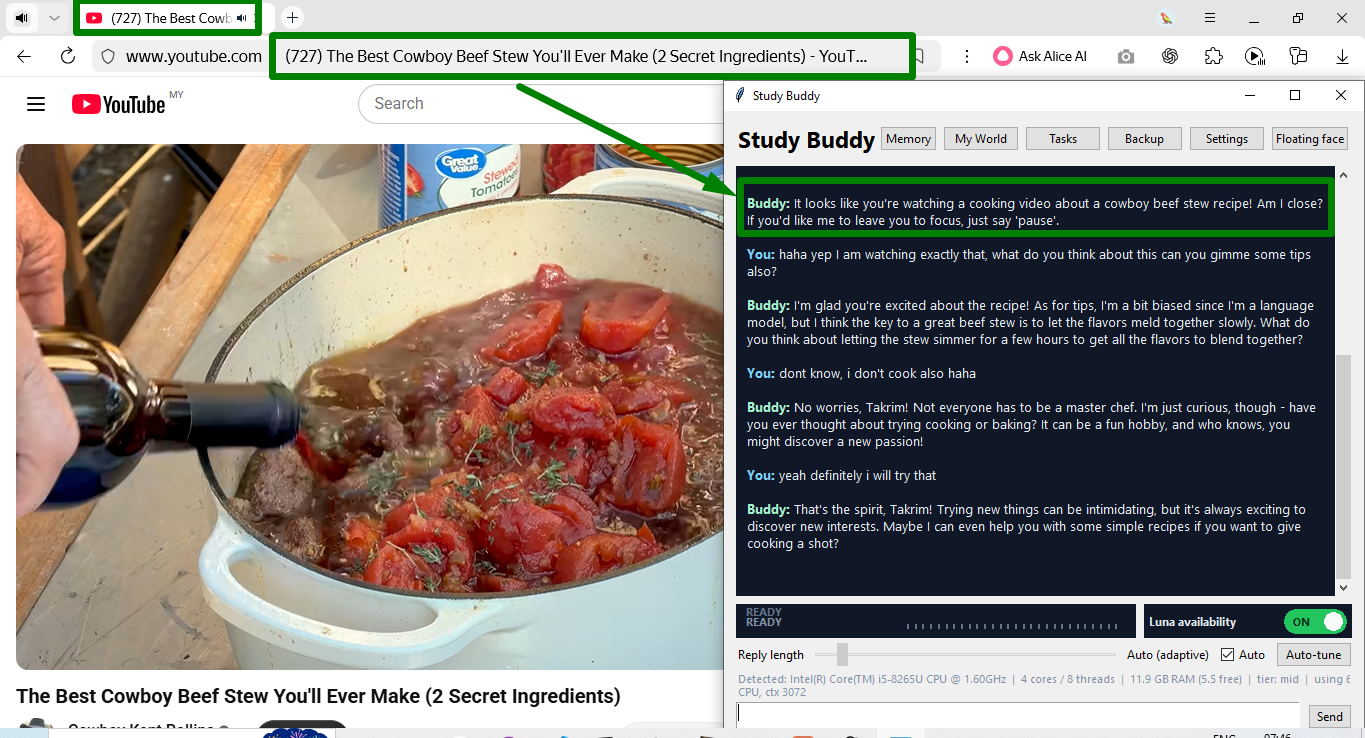 (727) The Best Cowb
www.youtube.com
(727) The Best Cowboy Beef Stew You'll Ever Make (2 Secret Ingredients) - YouT...
Ask Alice AI
YouTube
MY
Search
Great Value
Stewed
Tomatoes
The Best Cowboy Beef Stew You'll Ever Make (2 Secret Ingredients)
Study Buddy
Study Buddy
Memory
My World
Tasks
Backup
Settings
Floating face
Buddy: It looks like you're watching a cooking video about a cowboy beef stew recipe! Am I close?
If you'd like me to leave you to focus, just say 'pause'.
You: haha yep I am watching exactly that, what do you think about this can you gimme some tips
also?
Buddy: I'm glad you're excited about the recipe! As for tips, I'm a bit biased since I'm a language
model, but I think the key to a great beef stew is to let the flavors meld together slowly. What do
you think about letting the stew simmer for a few hours to get all the flavors to blend together?
You: dont know, i don't cook also haha
Buddy: No worries, Takrim! Not everyone has to be a master chef. I'm just curious, though - have
you ever thought about trying cooking or baking? It can be a fun hobby, and who knows, you
might discover a new passion!
You: yeah definitely i will try that
Buddy: That's the spirit, Takrim! Trying new things can be intimidating, but it's always exciting to
discover new interests. Maybe I can even help you with some simple recipes if you want to give
cooking a shot?
READY
READY
Luna availability
ON
Reply length
Auto (adaptive)
Auto
Auto-tune
Detected: Intel(R) Core(TM) i5-8265U CPU @ 1.60GHz | 4 cores / 8 threads | 11.9 GB RAM (5.5 free) | tier: mid | using 6
CPU, ctx 3072
Send